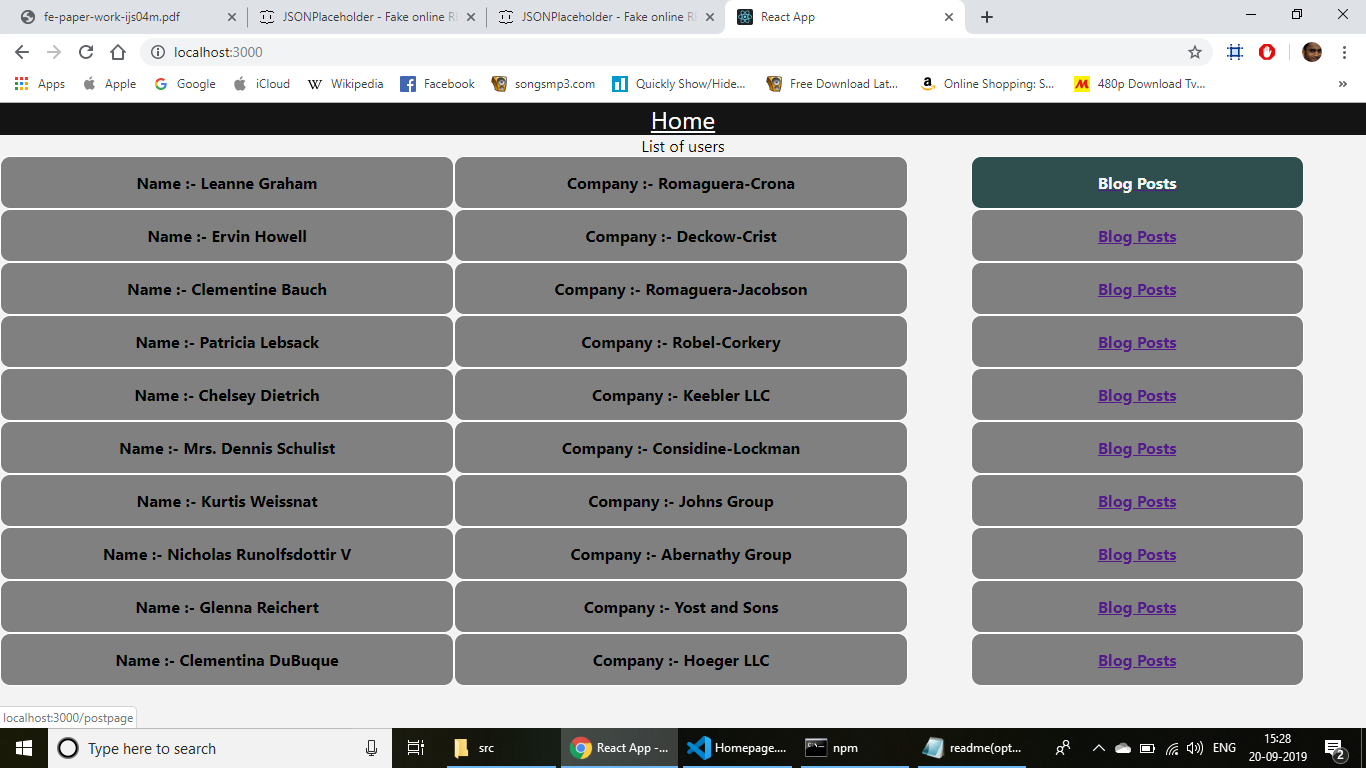 fe-paper-work-ijs04m.pdf
JSONPlaceholder - Fake online R
JSONPlaceholder - Fake online R
React App
localhost:3000
Apps
Apple
Google
iCloud
Wikipedia
Facebook
songsmp3.com
Quickly Show/Hide...
Free Download Lat...
Online Shopping: S...
480p Download Tv...
Home
List of users
Name :- Leanne Graham Company :- Romaguera-Crona Blog Posts
Name :- Ervin Howell Company :- Deckow-Crist Blog Posts
Name :- Clementine Bauch Company :- Romaguera-Jacobson Blog Posts
Name :- Patricia Lebsack Company :- Robel-Corkery Blog Posts
Name :- Chelsey Dietrich Company :- Keebler LLC Blog Posts
Name :- Mrs. Dennis Schulist Company :- Considine-Lockman Blog Posts
Name :- Kurtis Weissnat Company :- Johns Group Blog Posts
Name :- Nicholas Runolfsdottir V Company :- Abernathy Group Blog Posts
Name :- Glenna Reichert Company :- Yost and Sons Blog Posts
Name :- Clementina DuBuque Company :- Hoeger LLC Blog Posts
localhost:3000/postpage
Type here to search
src
React App -...
Homepage....
npm
readme(opt...
ENG
15:28
20-09-2019
2